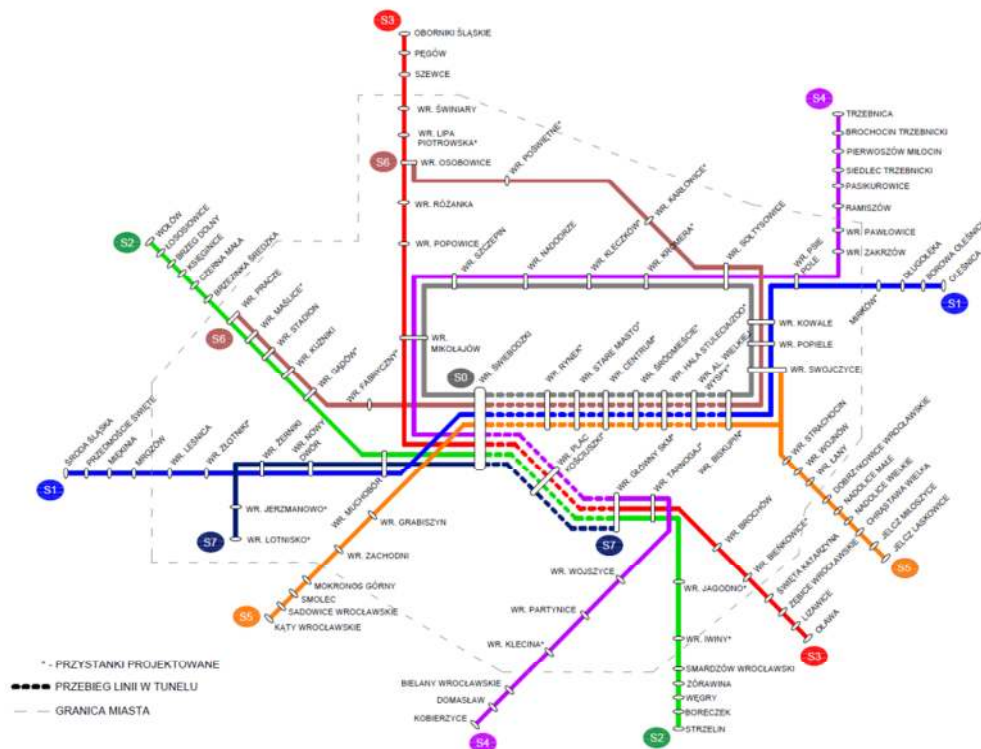 S3
OBORNIKI ŚLĄSKIE
PĘGÓW
SZEWCE
WR. ŚWINIARY
WR. LIPA
PIOTROWSKA*
S6
WR. OSOBOWICE
WR. RÓŻANKA
WR. POPOWICE
WR.
MIKOŁAJÓW
WR. POŚWIĘTNE*
WR. KARŁOWICE*
WR. SOŁTYSOWICE
S4
TRZEBNICA
BROCHOCIN TRZEBNICKI
PIERWOSZÓW MIŁOCIN
SIEDLEC TRZEBNICKI
PASIKUROWICE
RAMISZÓW
WR. PAWŁOWICE
WR. ZAKRZÓW
WR. PSIE
POLE
WR. SZCZEPIN
WR. NADODRZE
WR. KLECZKÓW*
WR. KROMERA*
MIRKÓW*
DŁUGOŁĘKA
BOROWA OLEŚNICKA
OLEŚNICA
S1
S2
WOŁÓW
ŁOSOSIOWICE
BRZEG DOLNY
KSIĘGINICE
CZERNA MAŁA
BRZEZINKA ŚREDZKA
WR. PRACZE
WR. MAŚLICE*
WR. STADION
WR. KUŹNIKI
WR. GĄDÓW*
WR. FABRYCZNY*
S6
S0
WR. ŚWIEBODZKI
WR. RYNEK*
WR. STARE MIASTO*
WR. CENTRUM*
WR. ŚRÓDMIEŚCIE*
WR. HALA STULECIA/ZOO*
WR. AL. WIELKIEJ
WYSPY*
WR. BISKUPIN*
WR. KOWALE
WR. POPIELE
WR. SWOJCZYCE
WR. STRACHOCIN
WR. WOJNÓW
WR. ŁANY
DOBRZYKOWICE WROCŁAWSKIE
NADOLICE MAŁE
NADOLICE WIELKIE
CHRZĄSTAWA WIELKA
JELCZ MIŁOSZYCE
JELCZ LASKOWICE
S5
ŚRODA ŚLĄSKA
PRZEDMOŚCIE ŚWIĘTE
MIĘKINIA
MROZÓW
WR. LEŚNICA
WR. ZŁOTNIKI*
WR. ŻERNIKI
WR. NOWY
DWÓR
WR. MUCHOBÓR
S1
WR. JERZMANOWO*
WR. LOTNISKO*
S7
WR. GRABISZYN
WR. ZACHODNI
MOKRONOS GÓRNY
SMOLEC
SADOWICE WROCŁAWSKIE
KĄTY WROCŁAWSKIE
S5
WR. PLAC
KOŚCIUSZKI*
WR. GŁÓWNY SKM*
WR. TARNOGAJ*
S7
WR. BROCHÓW
WR. BIEŃKOWICE*
ŚWIĘTA KATARZYNA
ZĘBICE WROCŁAWSKIE
LIZAWICE
OŁAWA
S3
WR. WOJSZYCE
WR. PARTYNICE
WR. KLECINA*
BIELANY WROCŁAWSKIE
DOMASŁAW
KOBIERZYCE
S4
WR. JAGODNO*
WR. IWINY*
SMARDZÓW WROCŁAWSKI
ŻÓRAWINA
WĘGRY
BORECZEK
STRZELIN
S2
* - PRZYSTANKI PROJEKTOWANE
PRZEBIEG LINII W TUNELU
GRANICA MIASTA